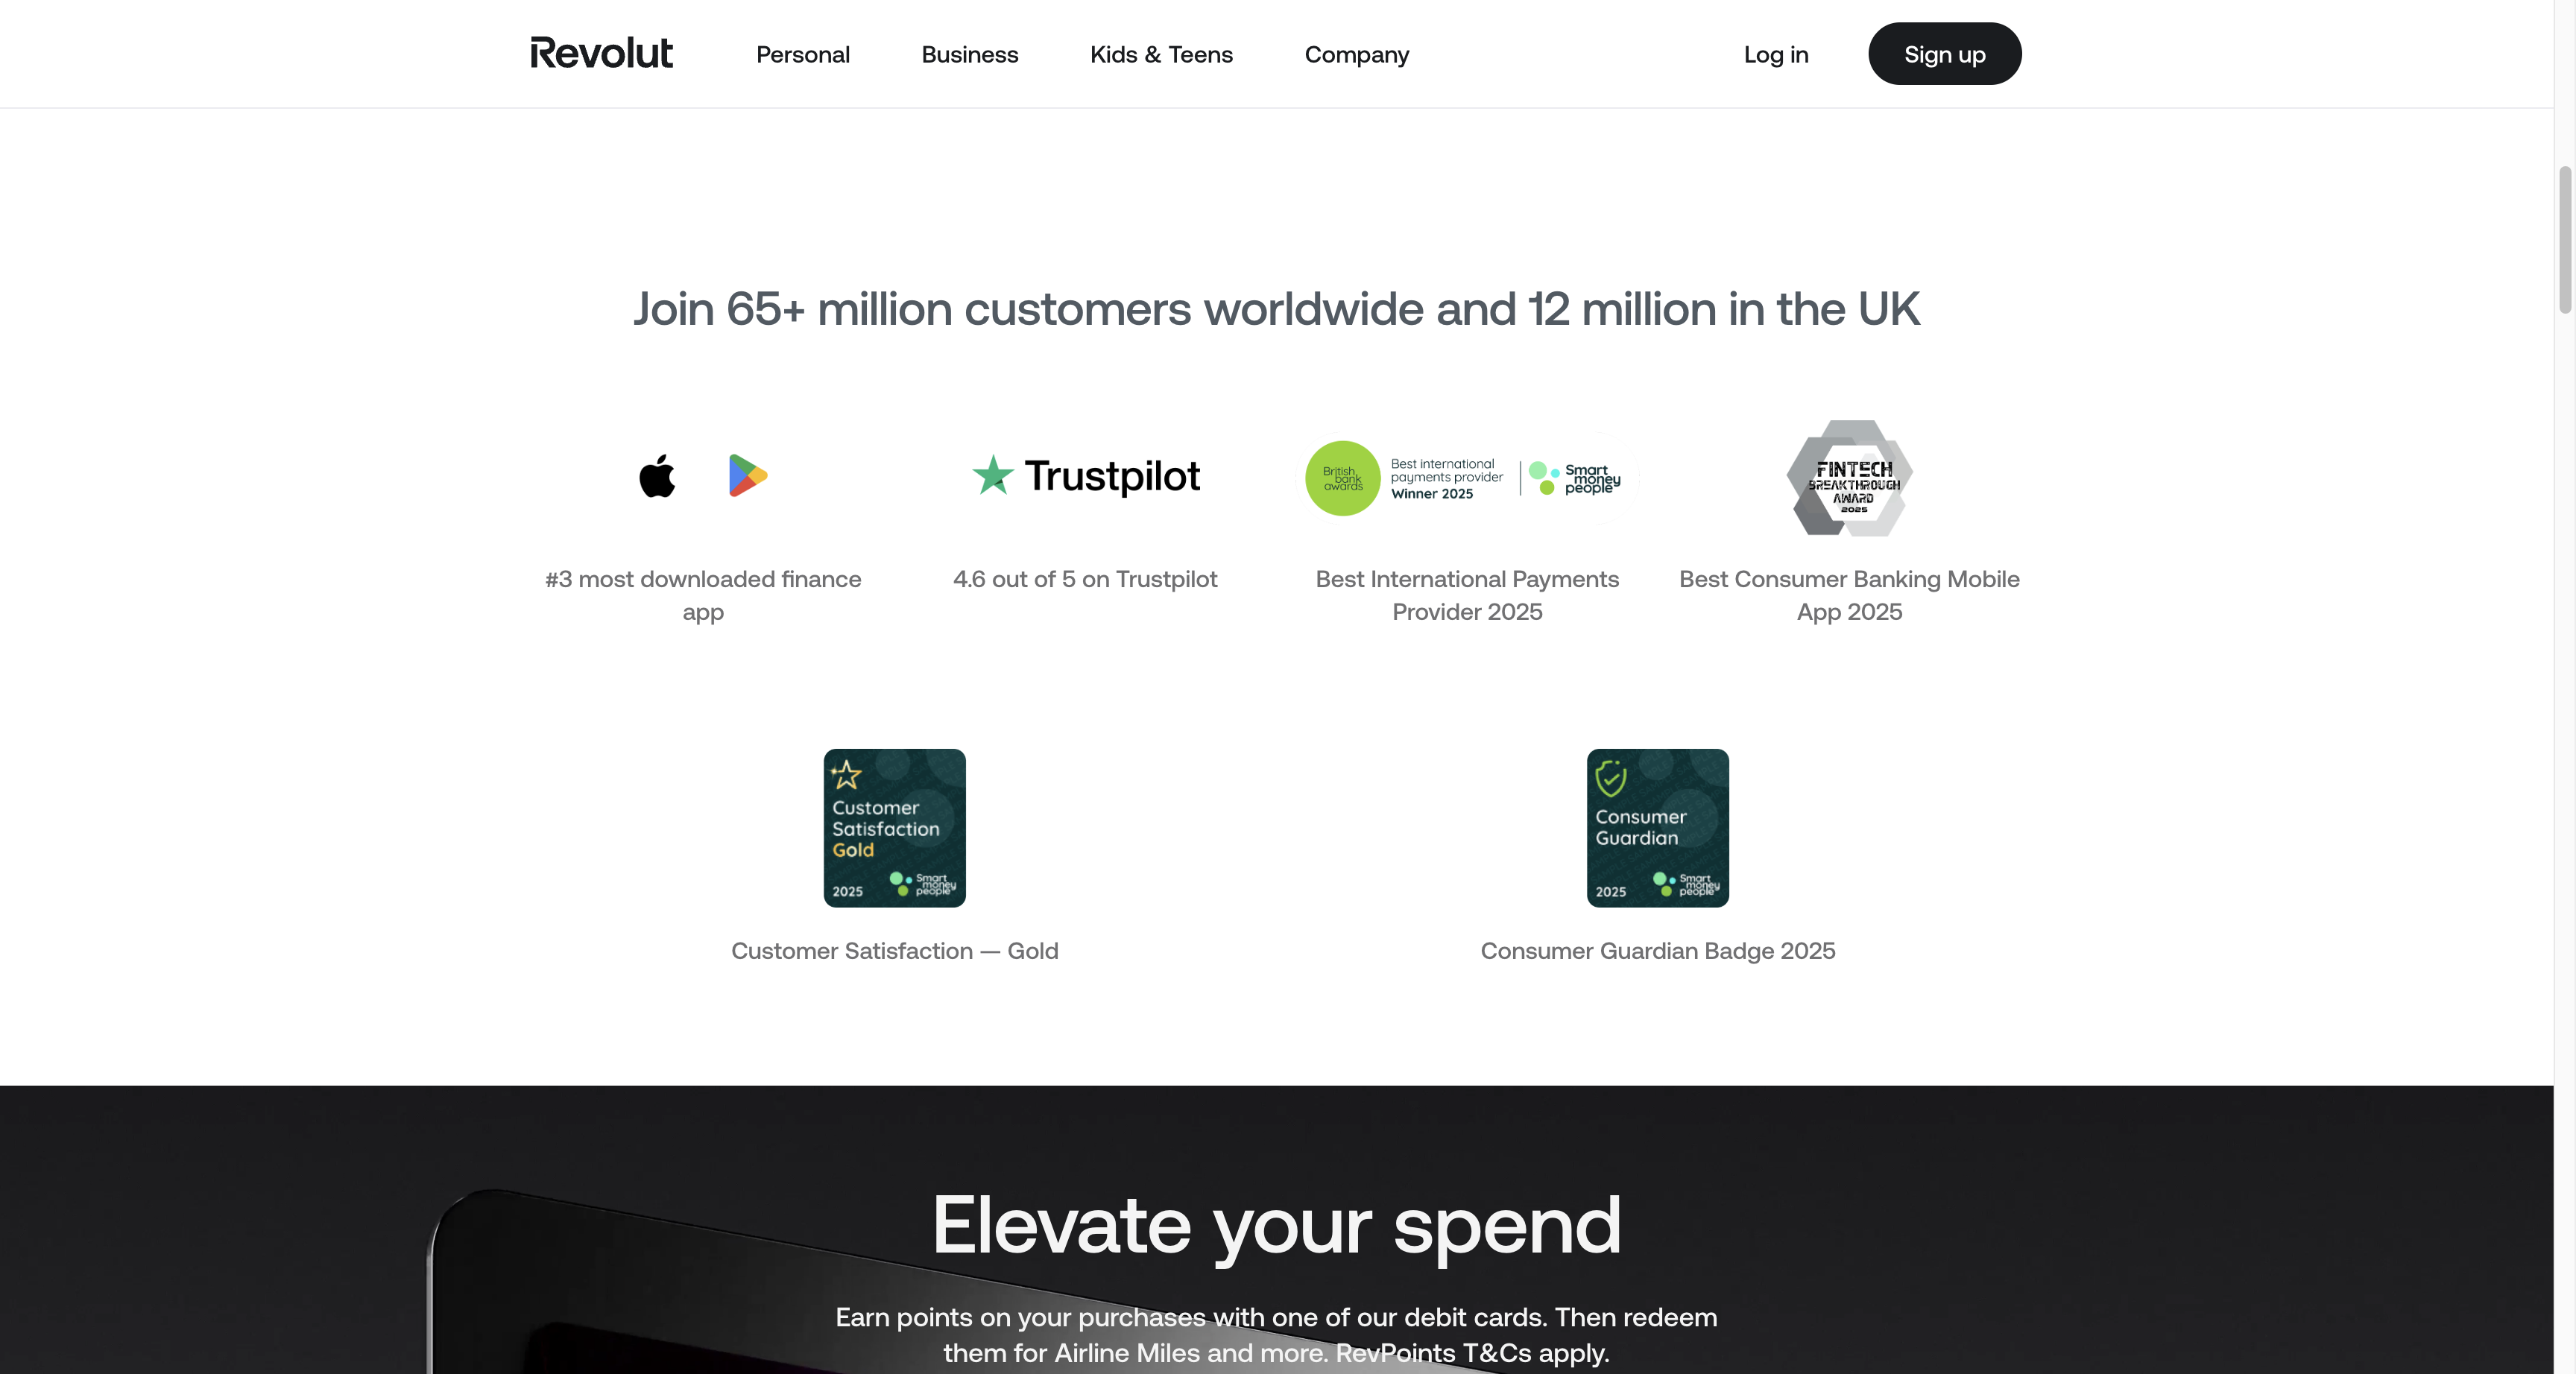 Revolut
Personal
Business
Kids & Teens
Company
Log in
Sign up
Join 65+ million customers worldwide and 12 million in the UK
#3 most downloaded finance
app
Trustpilot
4.6 out of 5 on Trustpilot
British
bank
awards
Best international
payments provider
Winner 2025
Smart
money
people
Best International Payments
Provider 2025
FINTECH
BREAKTHROUGH
AWARD
2025
Best Consumer Banking Mobile
App 2025
Customer
Satisfaction
Gold
2025
Smart
money
people
Customer Satisfaction — Gold
Consumer
Guardian
2025
Smart
money
people
Consumer Guardian Badge 2025
Elevate your spend
Earn points on your purchases with one of our debit cards. Then redeem
them for Airline Miles and more. RevPoints T&Cs apply.